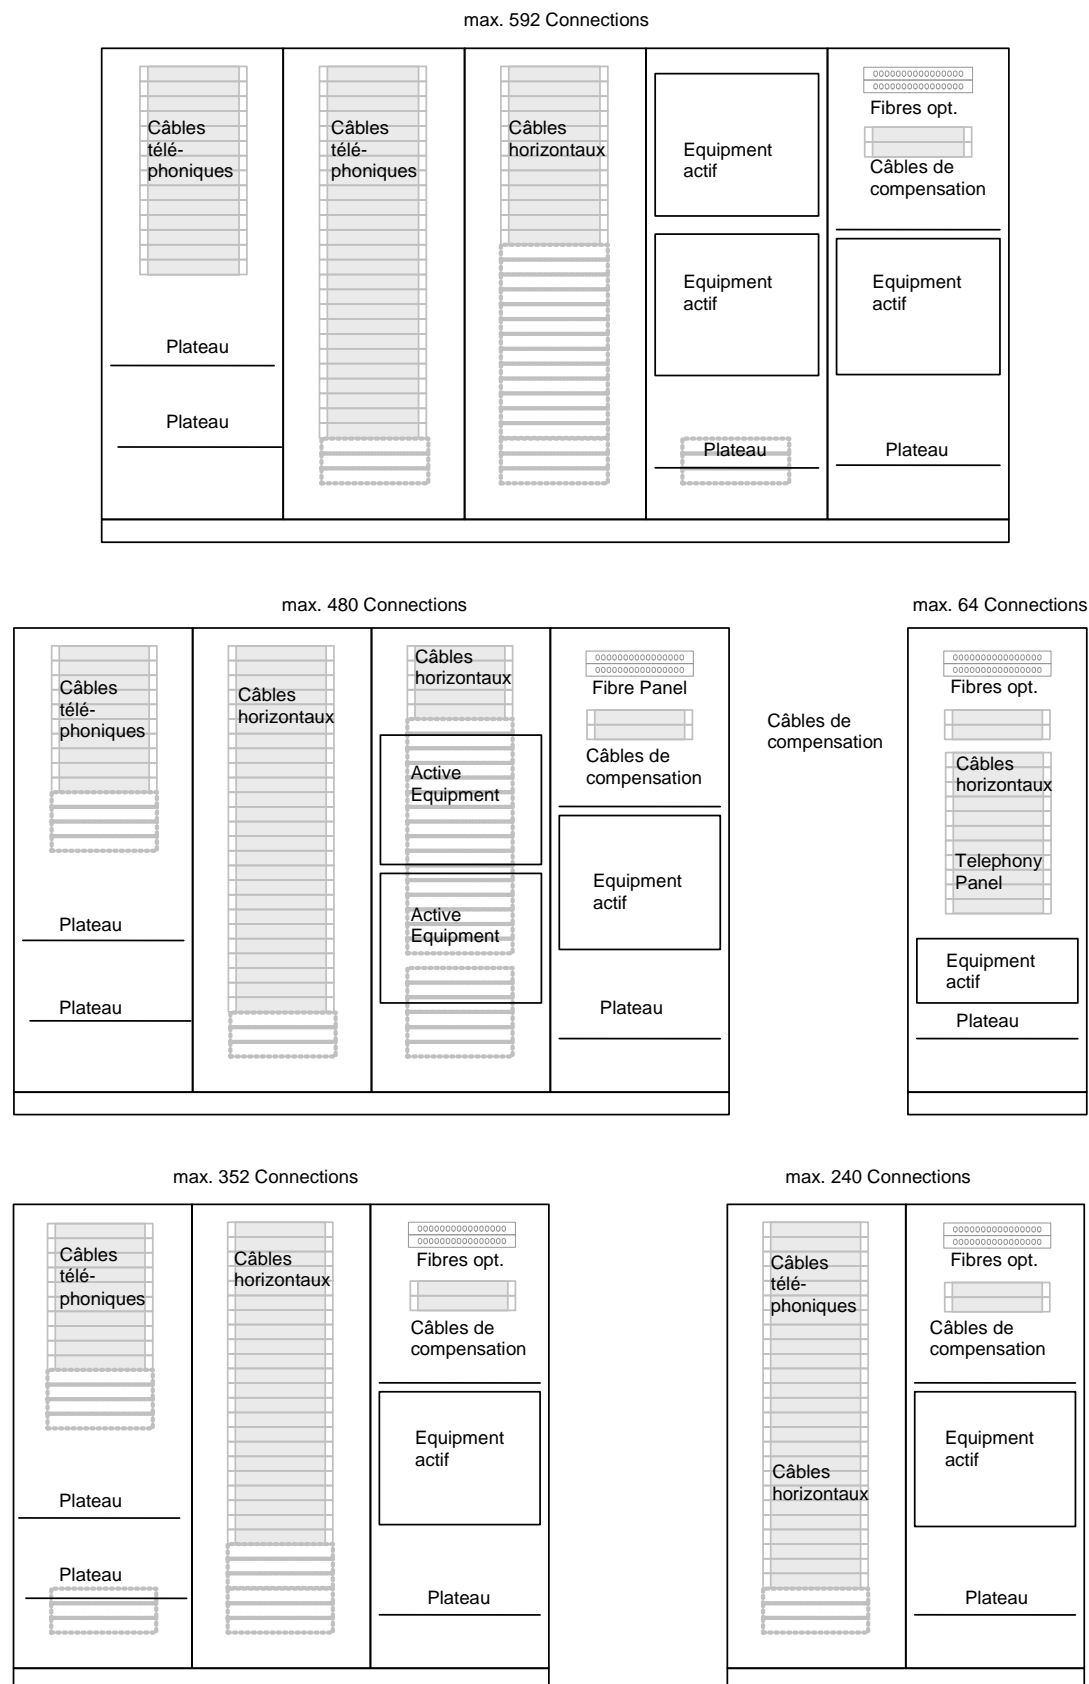 max. 592 Connections
Câbles
télé-
phoniques
Plateau
Plateau
Câbles
télé-
phoniques
Câbles
horizontaux
Equipment
actif
Equipment
actif
Plateau
0000000000000000
0000000000000000
Fibres opt.
Câbles de
compensation
Equipment
actif
Plateau
max. 480 Connections
Câbles
télé-
phoniques
Plateau
Plateau
Câbles
horizontaux
Câbles
horizontaux
Active
Equipment
Active
Equipment
0000000000000000
0000000000000000
Fibre Panel
Câbles de
compensation
Equipment
actif
Plateau
Câbles de
compensation
max. 64 Connections
0000000000000000
0000000000000000
Fibres opt.
Câbles
horizontaux
Telephony
Panel
Equipment
actif
Plateau
max. 352 Connections
Câbles
télé-
phoniques
Plateau
Plateau
Câbles
horizontaux
0000000000000000
0000000000000000
Fibres opt.
Câbles de
compensation
Equipment
actif
Plateau
max. 240 Connections
Câbles
télé-
phoniques
Câbles
horizontaux
0000000000000000
0000000000000000
Fibres opt.
Câbles de
compensation
Equipment
actif
Plateau